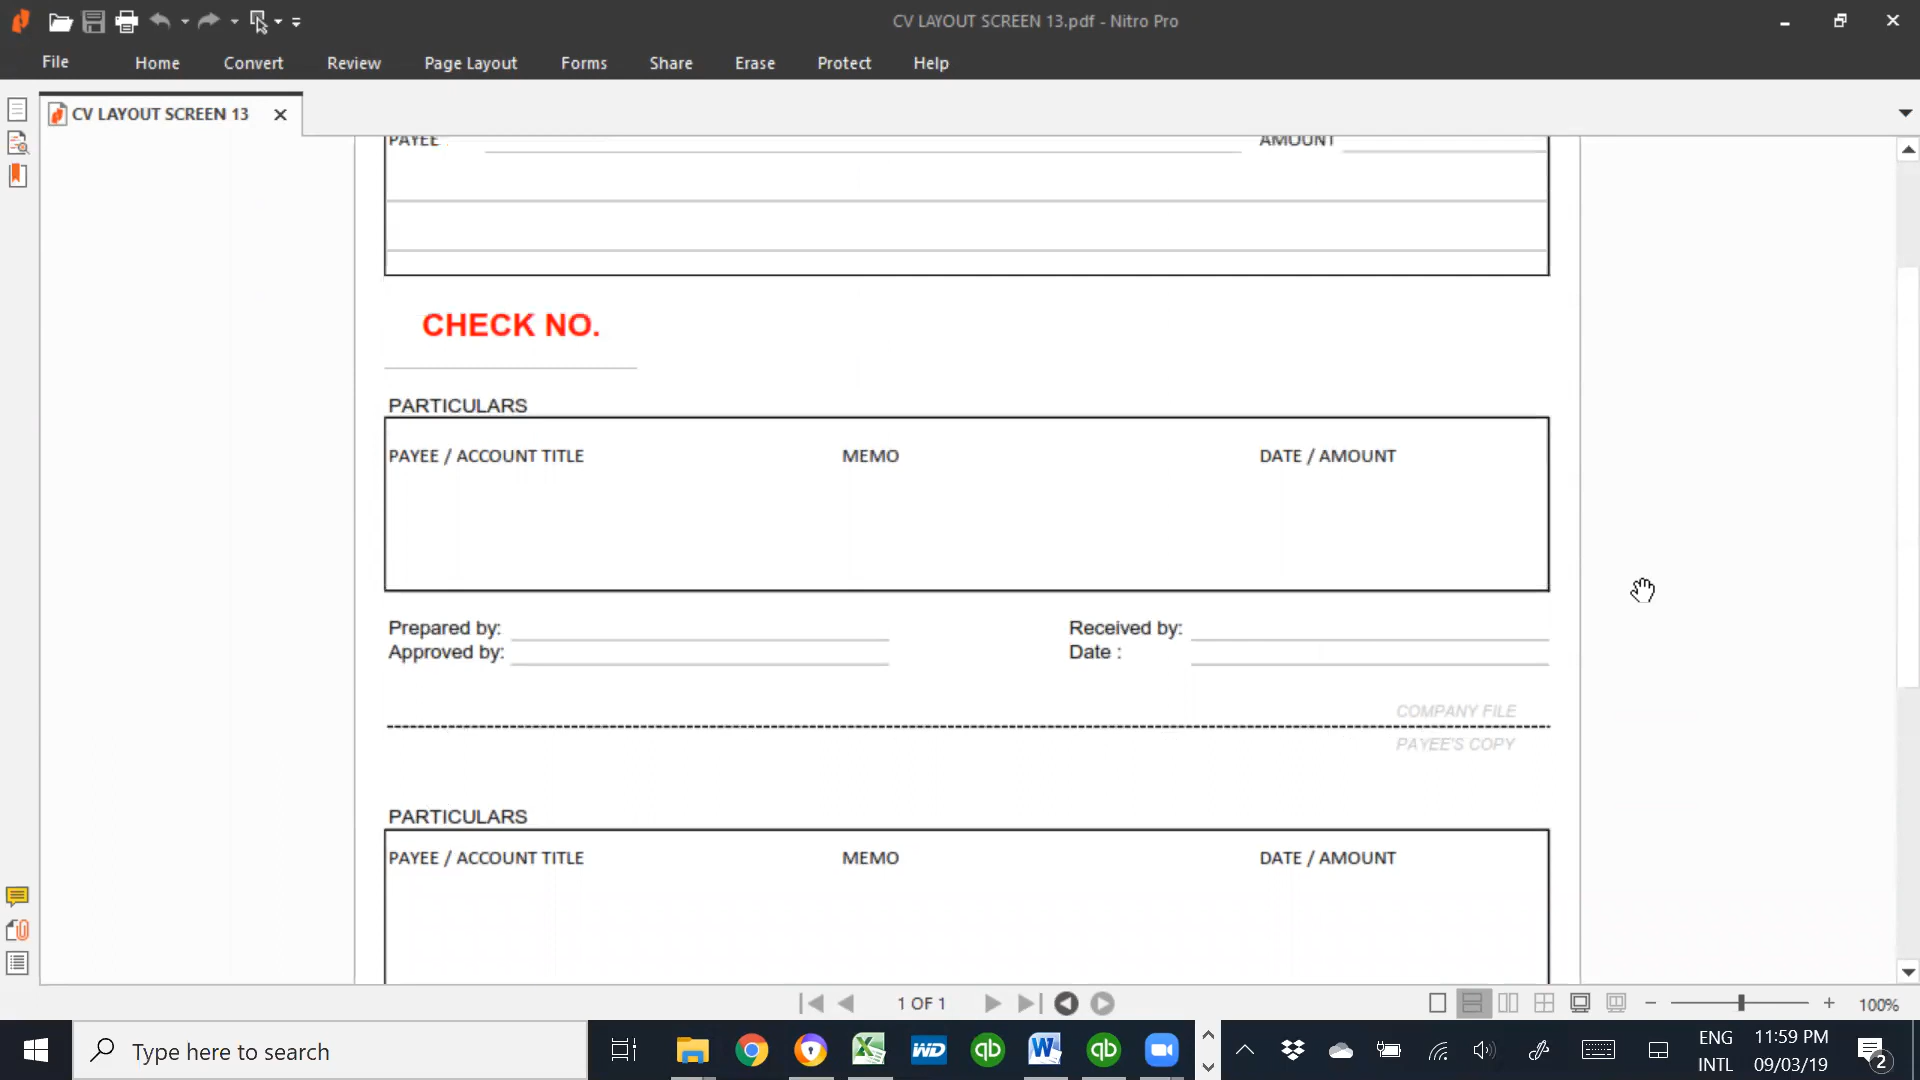 CV LAYOUT SCREEN 13.pdf - Nitro Pro
File Home Convert Review Page Layout Forms Share Erase Protect Help
CV LAYOUT SCREEN 13
PAYEE AMOUNT
CHECK NO.
PARTICULARS
PAYEE / ACCOUNT TITLE MEMO DATE / AMOUNT
Prepared by: Received by:
Approved by: Date :
COMPANY FILE
PAYEE'S COPY
PARTICULARS
PAYEE / ACCOUNT TITLE MEMO DATE / AMOUNT
1 OF 1 100%
Type here to search
WD qb W qb
ENG 11:59 PM
INTL 09/03/19
2